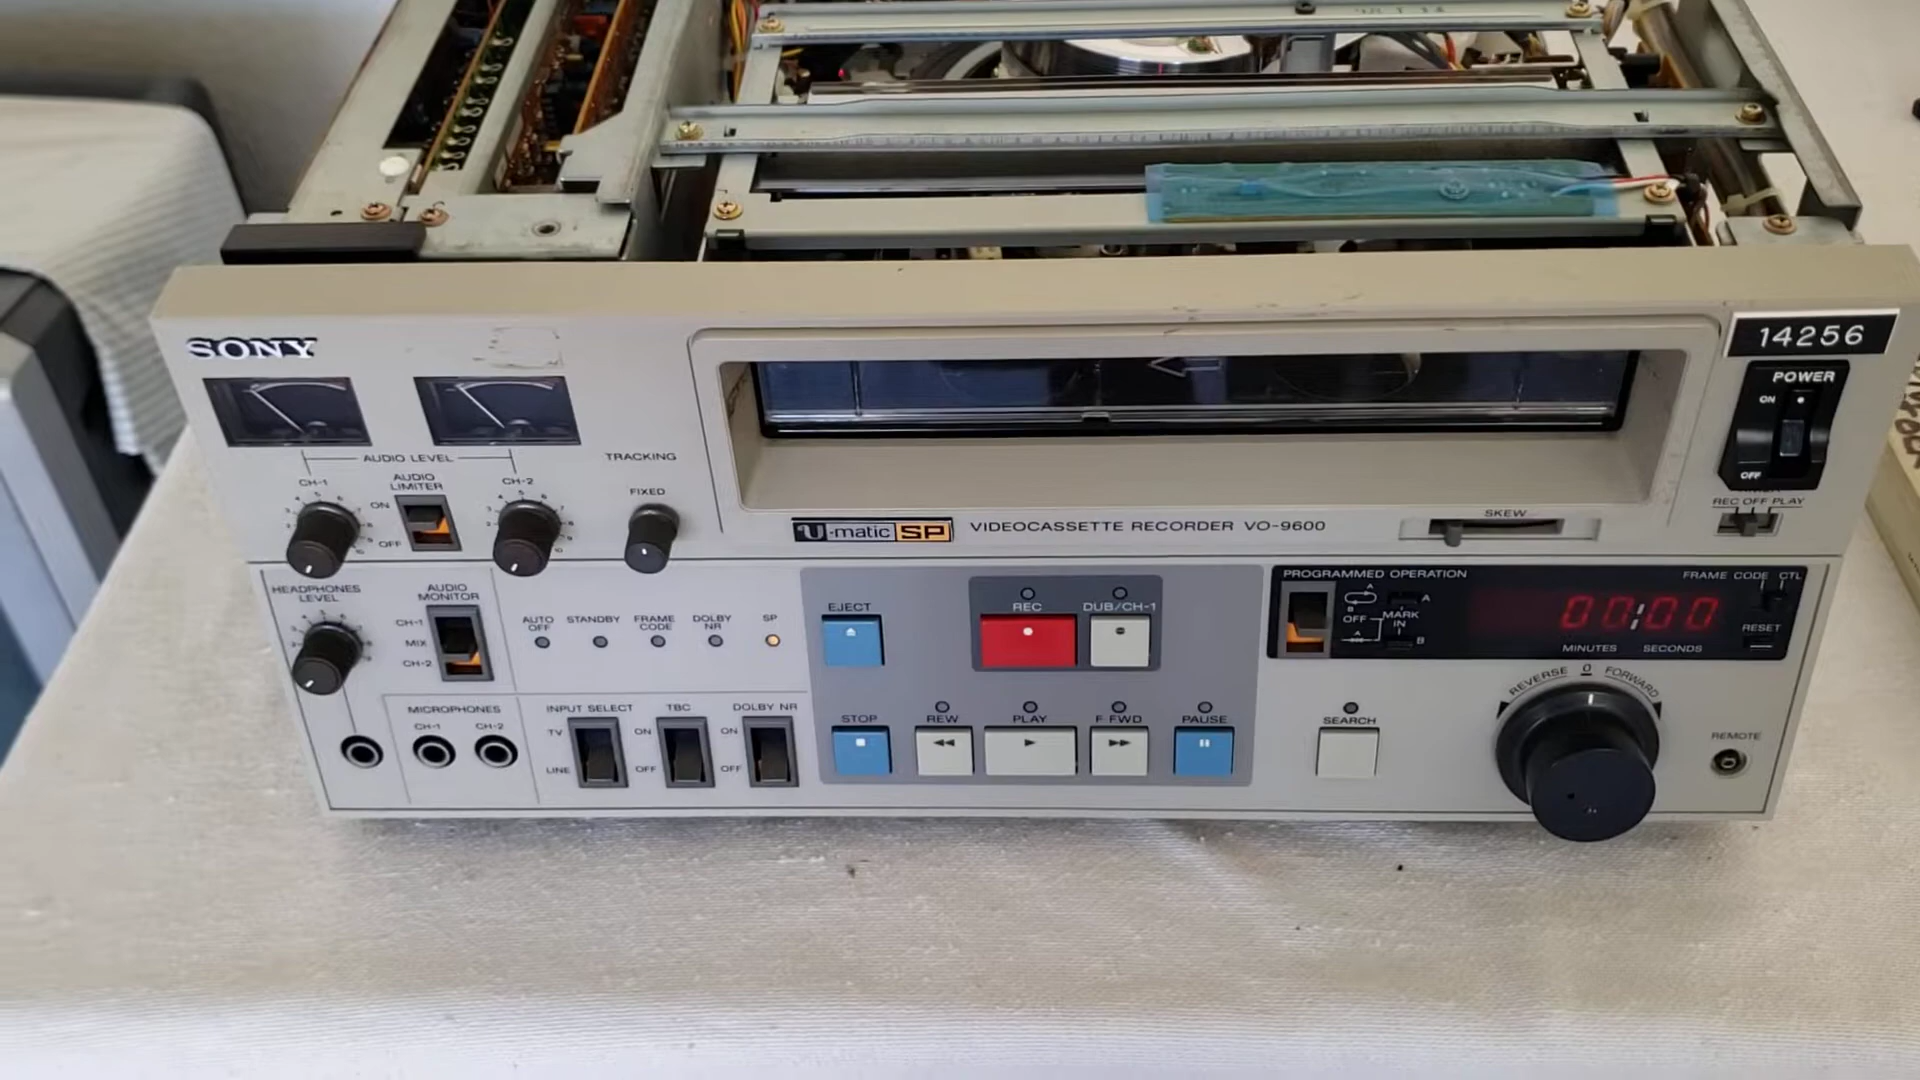 SONY
14256
POWER
ON
OFF
AUDIO LEVEL
CH-1
CH-2
AUDIO
LIMITER
ON
OFF
TRACKING
FIXED
U-matic SP
VIDEOCASSETTE RECORDER VO-9600
SKEW
REC OFF PLAY
HEADPHONES
LEVEL
AUDIO
MONITOR
CH-1
MIX
CH-2
AUTO
OFF
STANDBY
FRAME
CODE
DOLBY
NR
SP
EJECT
REC
DUB/CH-1
PROGRAMMED OPERATION
FRAME CODE CTL
A
B
OFF
A
MARK
IN
A
B
00:00
MINUTES SECONDS
RESET
MICROPHONES
CH-1 CH-2
INPUT SELECT
TV
LINE
TBC
ON
OFF
DOLBY NR
ON
OFF
STOP
REW
PLAY
F FWD
PAUSE
SEARCH
REVERSE 0 FORWARD
REMOTE